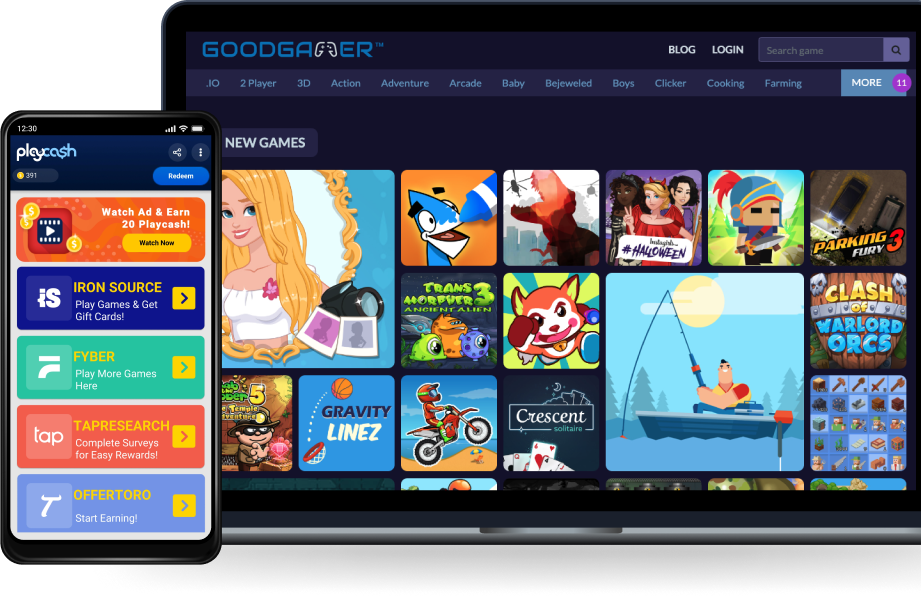 GOODGAMER™
BLOG LOGIN Search game
.IO 2 Player 3D Action Adventure Arcade Baby Bejeweled Boys Clicker Cooking Farming MORE 11
NEW GAMES
#HALLOWEEN
PARKING
FURY 3
TRANS
MORPHER 3
ANCIENT ALIEN
CLASH
OF
WARLORD
ORCS
5
GRAVITY
LINEZ
Crescent
solitaire
12:30
playcash
391 Redeem
Watch Ad & Earn
20 Playcash!
Watch Now
iS IRON SOURCE
Play Games & Get
Gift Cards!
FYBER
Play More Games
Here
tap TAPRESEARCH
Complete Surveys
for Easy Rewards!
OFFERTORO
Start Earning!